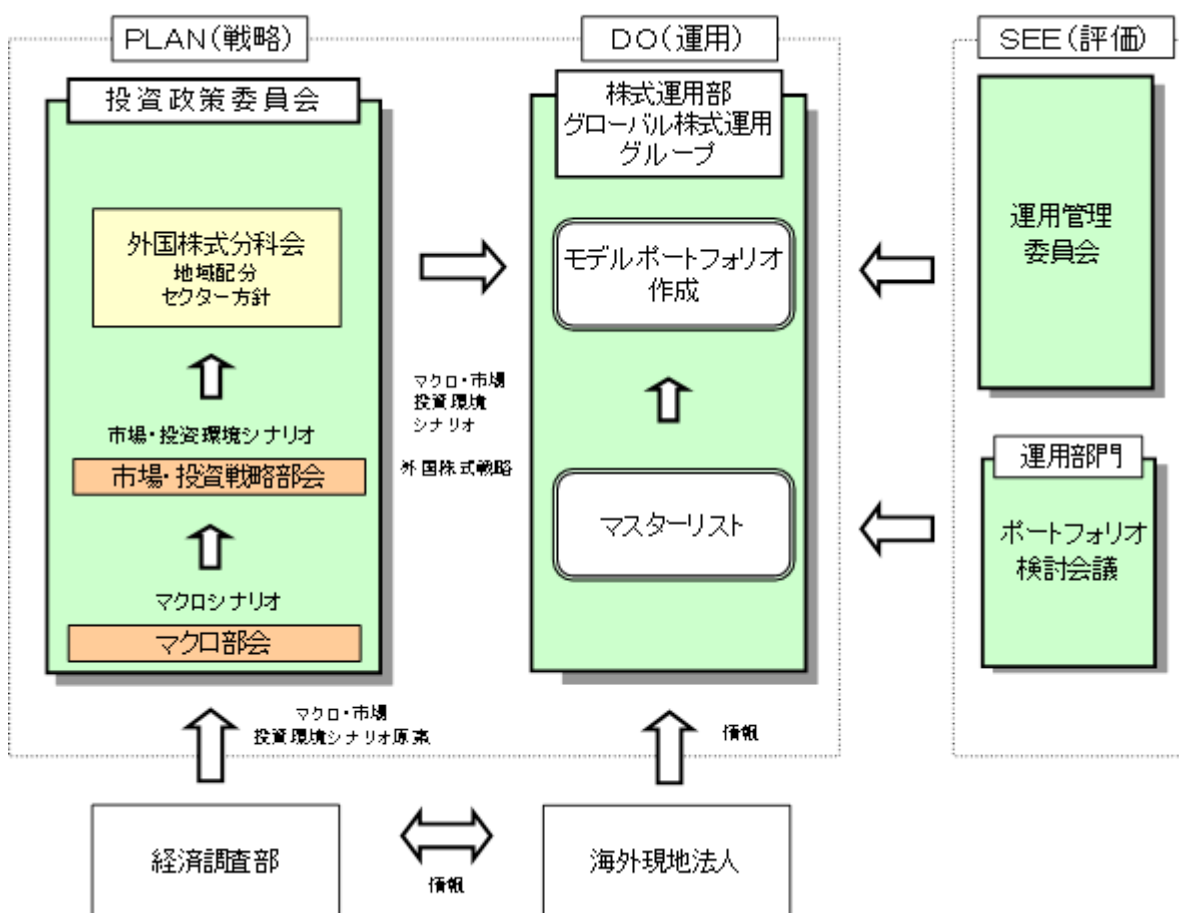 PLAN(戦略)
投資政策委員会
外国株式分科会
地域配分
セクター方針
市場・投資環境シナリオ
市場・投資戦略部会
マクロシナリオ
マクロ部会
マクロ・市場
投資環境
シナリオ
外国株式戦略
DO(運用)
株式運用部
グローバル株式運用
グループ
モデルポートフォリオ
作成
マスターリスト
SEE(評価)
運用管理
委員会
運用部門
ポートフォリオ
検討会議
マクロ・市場
投資環境シナリオ原案
情報
経済調査部
情報
海外現地法人